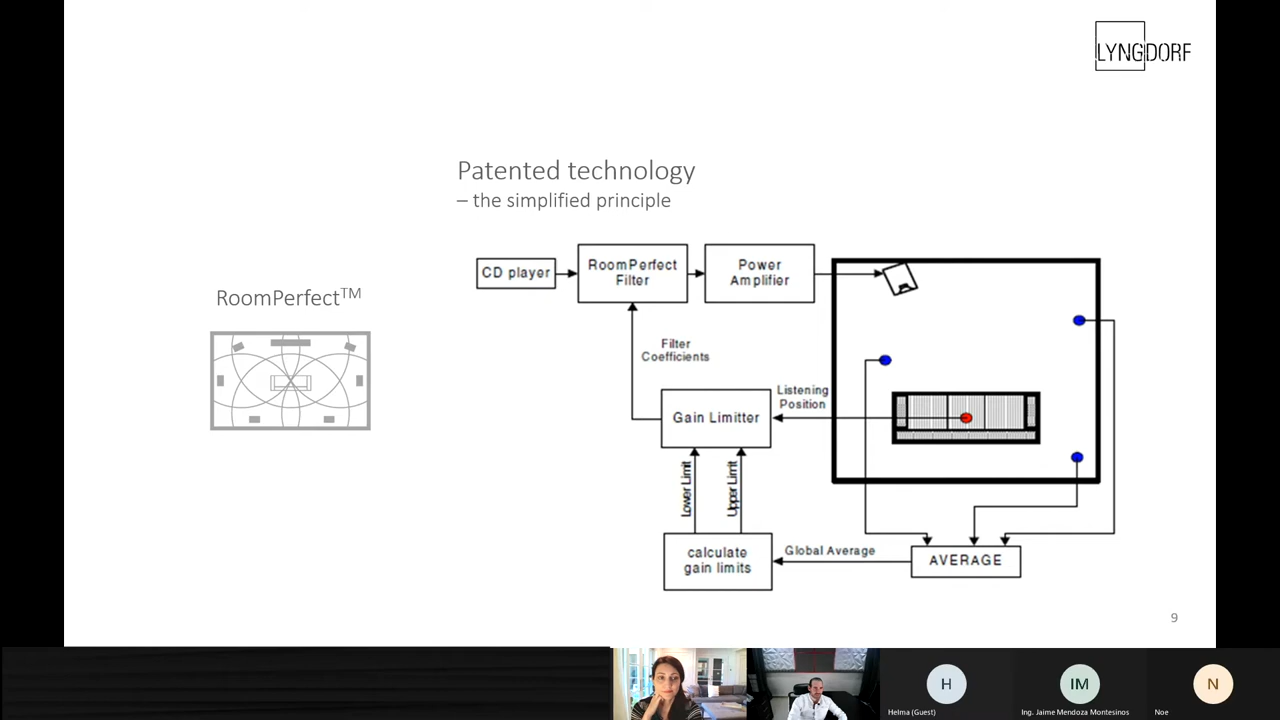 LYNGDORF
Patented technology
– the simplified principle
RoomPerfect™
CD player
RoomPerfect
Filter
Power
Amplifier
Filter
Coefficients
Listening
Position
Gain Limitter
Lower Limit
Upper Limit
calculate
gain limits
Global Average
AVERAGE
9
H
Helma (Guest)
IM
Ing. Jaime Mendoza Montesinos
N
Noe